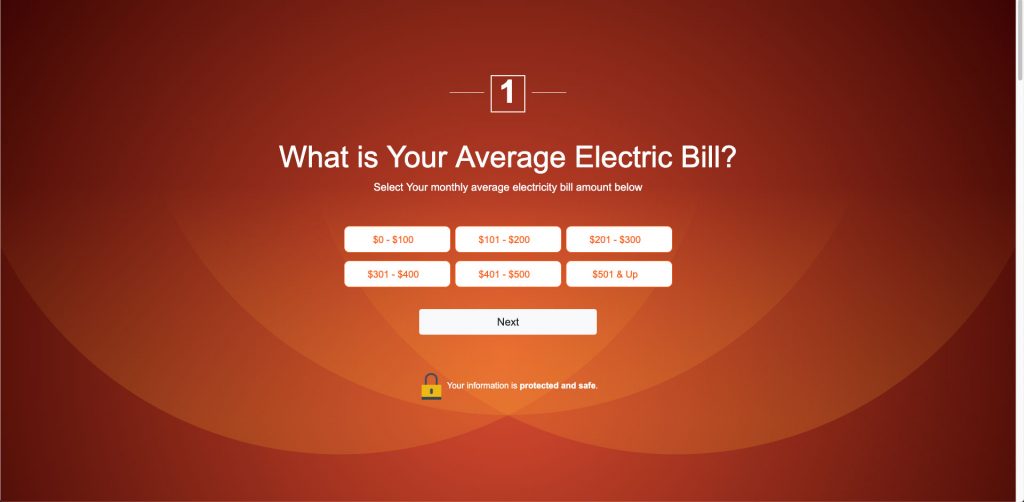 1
What is Your Average Electric Bill?
Select Your monthly average electricity bill amount below
$0 - $100 $101 - $200 $201 - $300
$301 - $400 $401 - $500 $501 & Up
Next
Your information is protected and safe.